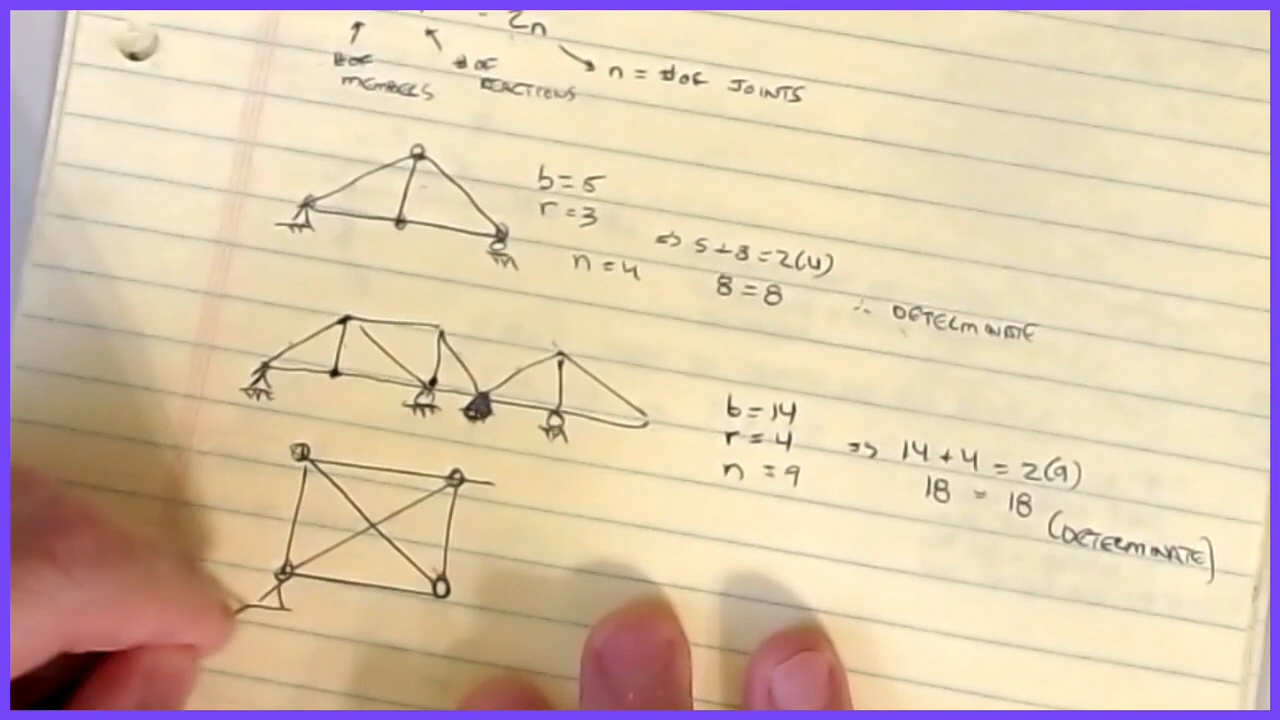 = 2n
# OF MEMBERS
# OF REACTIONS
n = # OF JOINTS
b = 5
r = 3
n = 4
⇒ 5 + 3 = 2(4)
8 = 8
∴ DETERMINATE
b = 14
r = 4
n = 9
⇒ 14 + 4 = 2(9)
18 = 18
(DETERMINATE)